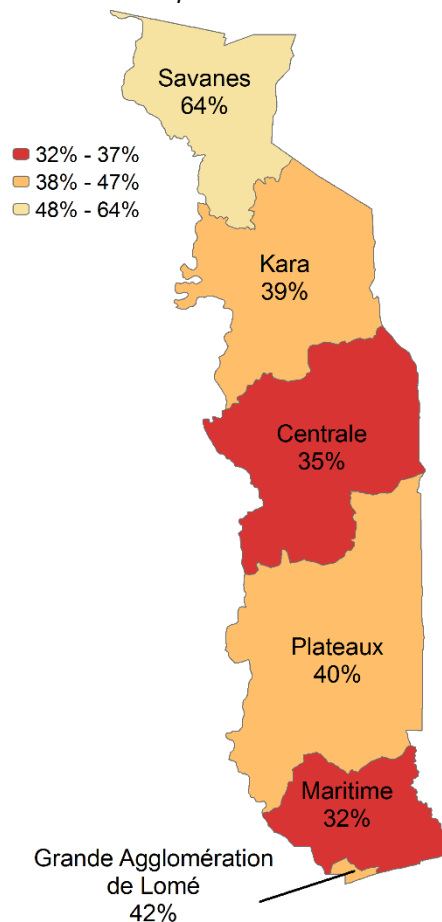 Savanes
64%
32% - 37%
38% - 47%
48% - 64%
Kara
39%
Centrale
35%
Plateaux
40%
Maritime
32%
Grande Agglomération
de Lomé
42%